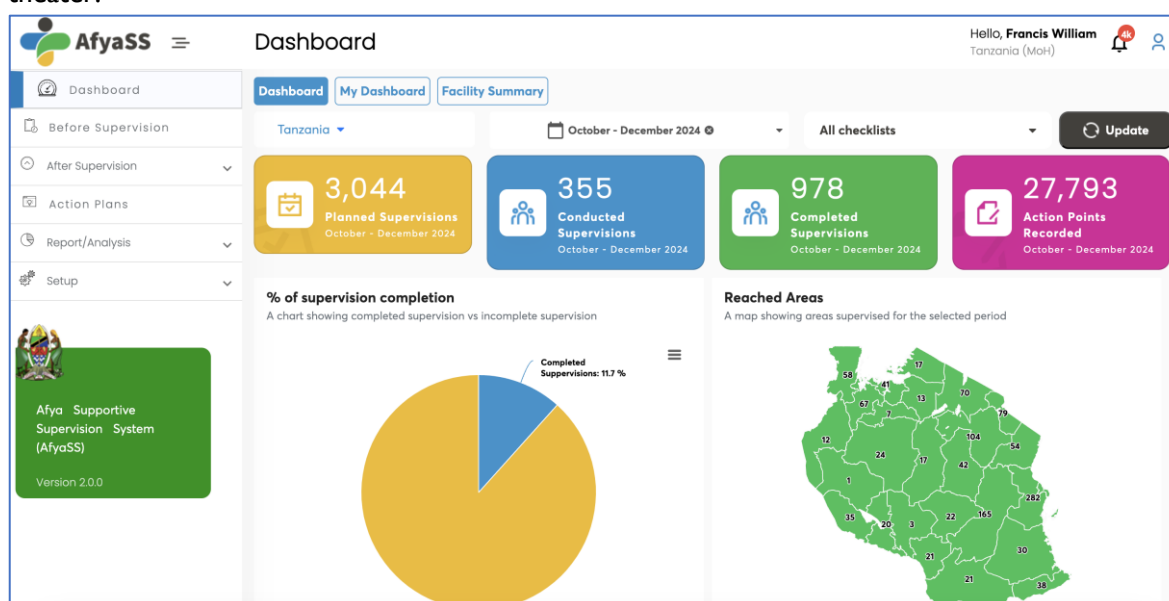 theater.
AfyaSS
Dashboard
Hello, Francis William
Tanzania (MoH)
4k
Dashboard
Before Supervision
After Supervision
Action Plans
Report/Analysis
Setup
Afya Supportive
Supervision System
(AfyaSS)
Version 2.0.0
Dashboard
My Dashboard
Facility Summary
Tanzania
October - December 2024
All checklists
Update
3,044
Planned Supervisions
October - December 2024
355
Conducted
Supervisions
October - December 2024
978
Completed
Supervisions
October - December 2024
27,793
Action Points
Recorded
October - December 2024
% of supervision completion
A chart showing completed supervision vs incomplete supervision
Completed
Suppervisions: 11.7 %
Reached Areas
A map showing areas supervised for the selected period
17
58
41
70
13
67
7
79
12
104
54
24
17
42
1
282
35
20
3
22
165
30
21
21
38